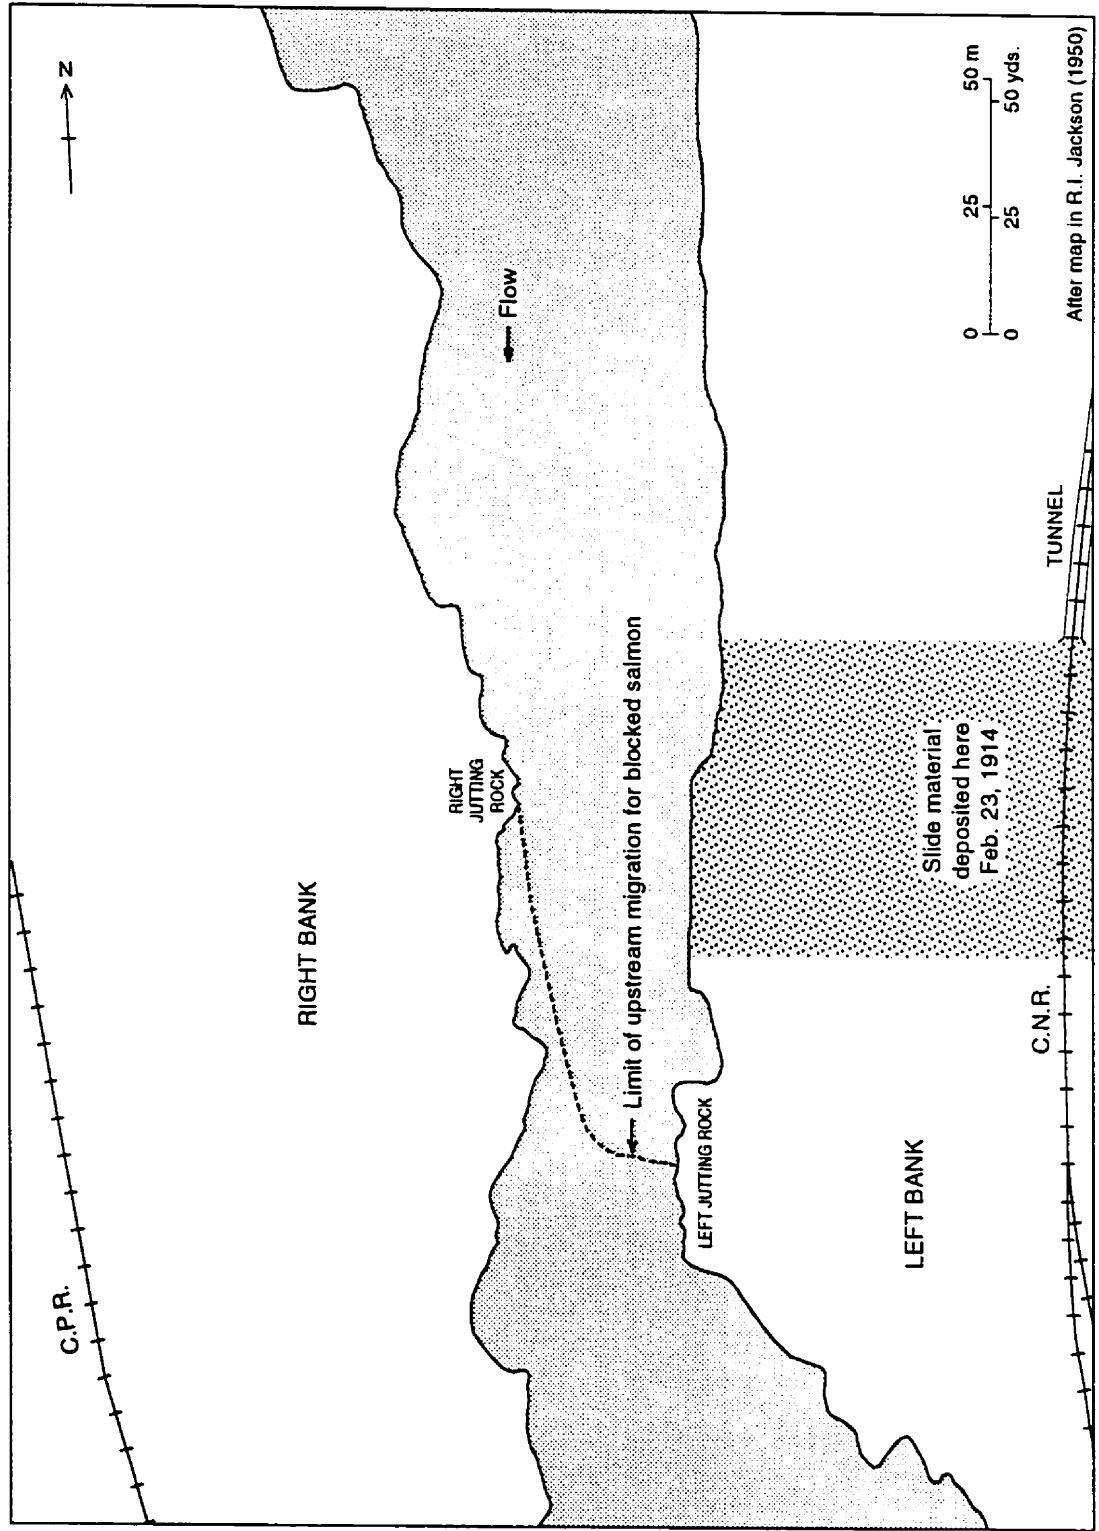 N
C.P.R.
RIGHT BANK
RIGHT
JUTTING
ROCK
Flow
Limit of upstream migration for blocked salmon
LEFT JUTTING ROCK
LEFT BANK
Slide material
deposited here
Feb. 23, 1914
C.N.R.
TUNNEL
0 25 50 m
0 25 50 yds.
After map in R.I. Jackson (1950)